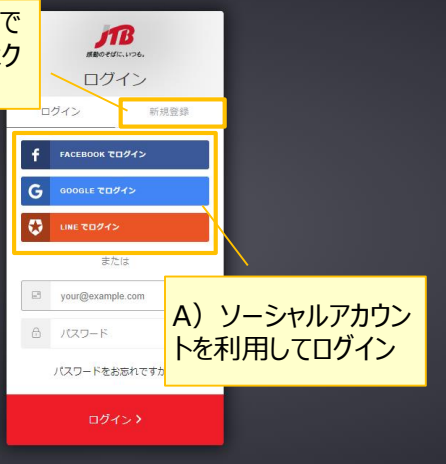 で
ク
JTB
感動のそばに、いつも。
ログイン
ログイン 新規登録
f FACEBOOK でログイン
G GOOGLE でログイン
LINE でログイン
または
your@example.com
パスワード
パスワードをお忘れですか
A）ソーシャルアカウン
トを利用してログイン
ログイン >